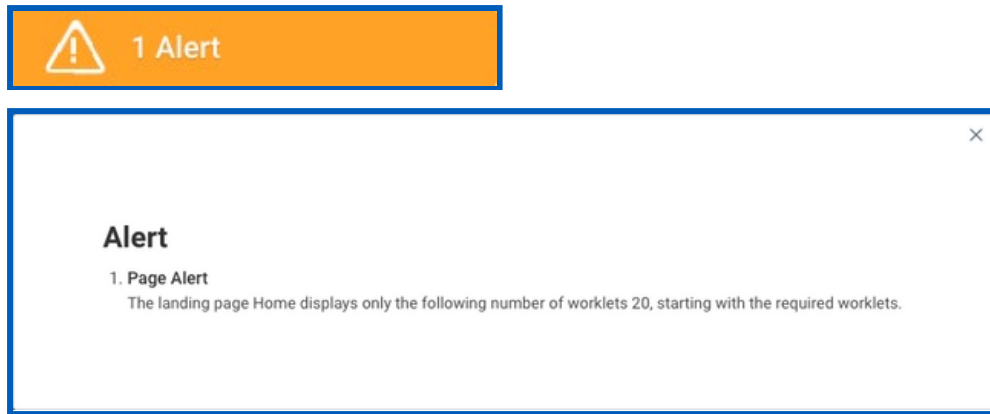 1 Alert
Alert
1. Page Alert
The landing page Home displays only the following number of worklets 20, starting with the required worklets.